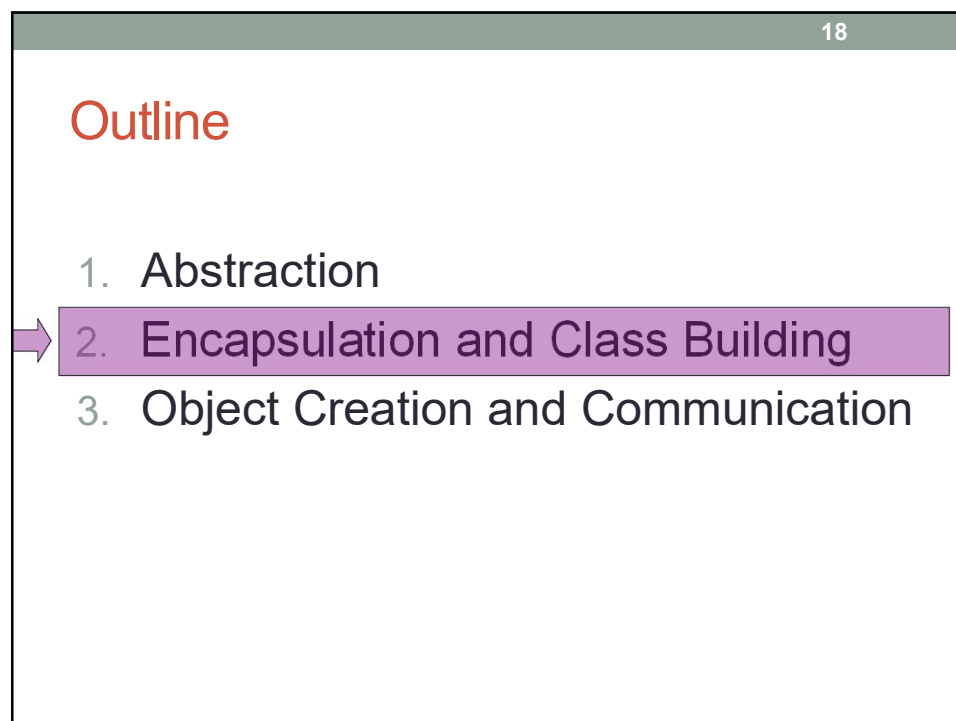 18
Outline
1. Abstraction
2. Encapsulation and Class Building
3. Object Creation and Communication